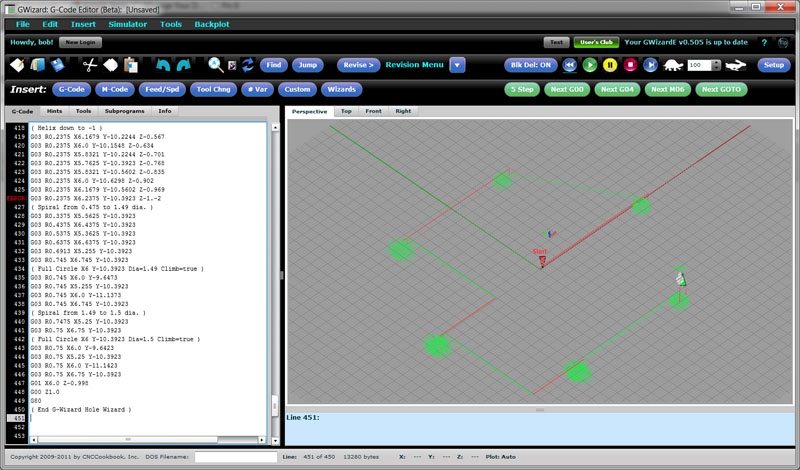 GWizard: G-Code Editor (Beta): [Unsaved]
File Edit Insert Simulator Tools Backplot
Howdy, bob! New Login Test User's Club Your GWizardE v0.505 is up to date ?
Find Jump Revise > Revision Menu Blk Del: ON 100 Setup
Insert: G-Code M-Code Feed/Spd Tool Chng # Var Custom Wizards 5 Step Next G00 Next G04 Next M06 Next GOTO
G-Code Hints Tools Subprograms Info
Perspective Top Front Right
418 ( Helix down to -1 )
419 G03 R0.2375 X6.1679 Y-10.2244 Z-0.567
420 G03 R0.2375 X6.0 Y-10.1548 Z-0.634
421 G03 R0.2375 X5.8321 Y-10.2244 Z-0.701
422 G03 R0.2375 X5.7625 Y-10.3923 Z-0.768
423 G03 R0.2375 X5.8321 Y-10.5602 Z-0.835
424 G03 R0.2375 X6.0 Y-10.6298 Z-0.902
425 G03 R0.2375 X6.1679 Y-10.5602 Z-0.969
ERROR: G03 R0.2375 X6.2375 Y-10.3923 Z-1.-2
427 ( Spiral from 0.475 to 1.49 dia. )
428 G03 R0.3375 X5.5625 Y-10.3923
429 G03 R0.4375 X6.4375 Y-10.3923
430 G03 R0.5375 X5.3625 Y-10.3923
431 G03 R0.6375 X6.6375 Y-10.3923
432 G03 R0.6913 X5.255 Y-10.3923
433 G03 R0.745 X6.745 Y-10.3923
434 ( Full Circle X6 Y-10.3923 Dia=1.49 Climb=true )
435 G03 R0.745 X6.0 Y-9.6473
436 G03 R0.745 X5.255 Y-10.3923
437 G03 R0.745 X6.0 Y-11.1373
438 G03 R0.745 X6.745 Y-10.3923
439 ( Spiral from 1.49 to 1.5 dia. )
440 G03 R0.7475 X5.25 Y-10.3923
441 G03 R0.75 X6.75 Y-10.3923
442 ( Full Circle X6 Y-10.3923 Dia=1.5 Climb=true )
443 G03 R0.75 X6.0 Y-9.6423
444 G03 R0.75 X5.25 Y-10.3923
445 G03 R0.75 X6.0 Y-11.1423
446 G03 R0.75 X6.75 Y-10.3923
447 G01 X6.0 Z-0.998
448 G00 Z1.0
449 G80
450 ( End G-Wizard Hole Wizard )
451
452
453
Start
Line 451:
Copyright 2009-2011 by CNCCookbook, Inc. DOS Filename: Line: 451 of 450 13280 bytes X: --- Y: --- Z: --- Plot: Auto